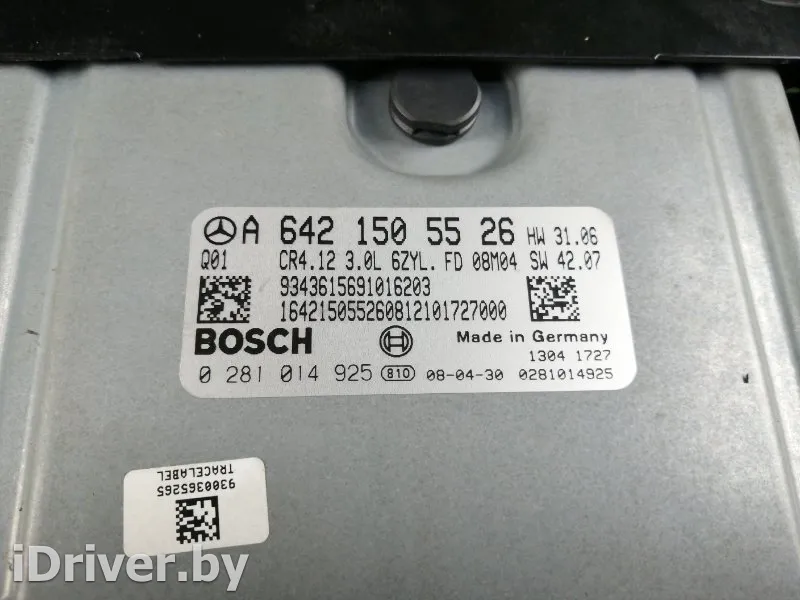 A 642 150 55 26 HW 31.06
Q01 CR4.12 3.0L 6ZYL. FD 08M04 SW 42.07
9343615691016203
164215055260812101727000
BOSCH Made in Germany
1304 1727
0 281 014 925 810 08-04-30 0281014925
TRACELABEL
9300365265
iDriver.by